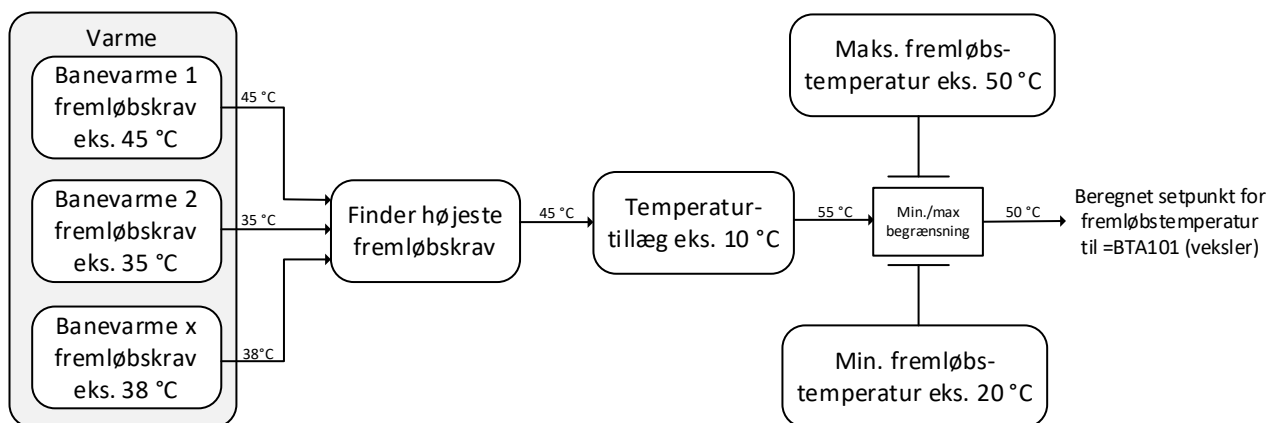 Varme
Banevarme 1
fremløbskrav
eks. 45 °C
Banevarme 2
fremløbskrav
eks. 35 °C
Banevarme x
fremløbskrav
eks. 38 °C
45 °C
35 °C
38°C
Finder højeste
fremløbskrav
45 °C
Temperatur-
tillæg eks. 10 °C
55 °C
Maks. fremløbs-
temperatur eks. 50 °C
Min./max
begrænsning
Min. fremløbs-
temperatur eks. 20 °C
50 °C
Beregnet setpunkt for
fremløbstemperatur
til =BTA101 (veksler)